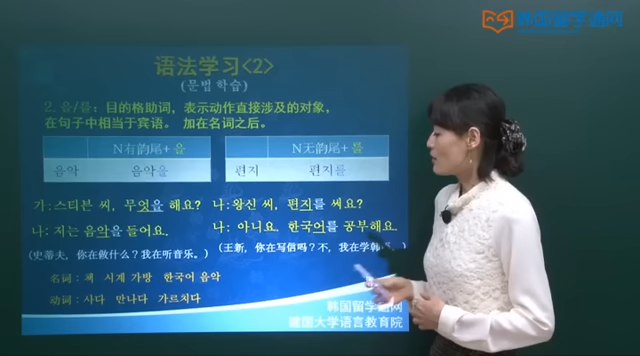 韩国留学通网
语法学习<2>
(문법 학습)
2. 을/를：目的格助词，表示动作直接涉及的对象，
在句子中相当于宾语。 加在名词之后。
N有韵尾+ 을
N无韵尾+ 를
음악 음악을
편지 편지를
가:스티븐 씨, 무엇을 해요?
나: 저는 음악을 들어요.
(史蒂夫，你在做什么？我在听音乐。)
나:왕신 씨, 편지를 써요?
나: 아니요. 한국어를 공부해요.
(王新，你在写信吗？不，我在学韩
名词: 책 시계 가방 한국어 음악
动词: 사다 만나다 가르치다
韩国留学通网
建国大学语言教育院